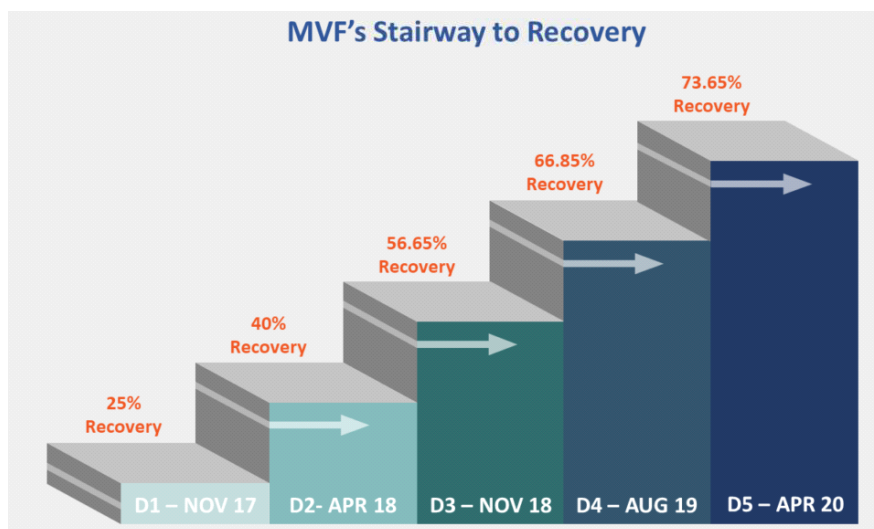 MVF's Stairway to Recovery
73.65%
Recovery
66.85%
Recovery
56.65%
Recovery
40%
Recovery
25%
Recovery
D1 – NOV 17
D2- APR 18
D3 – NOV 18
D4 – AUG 19
D5 – APR 20